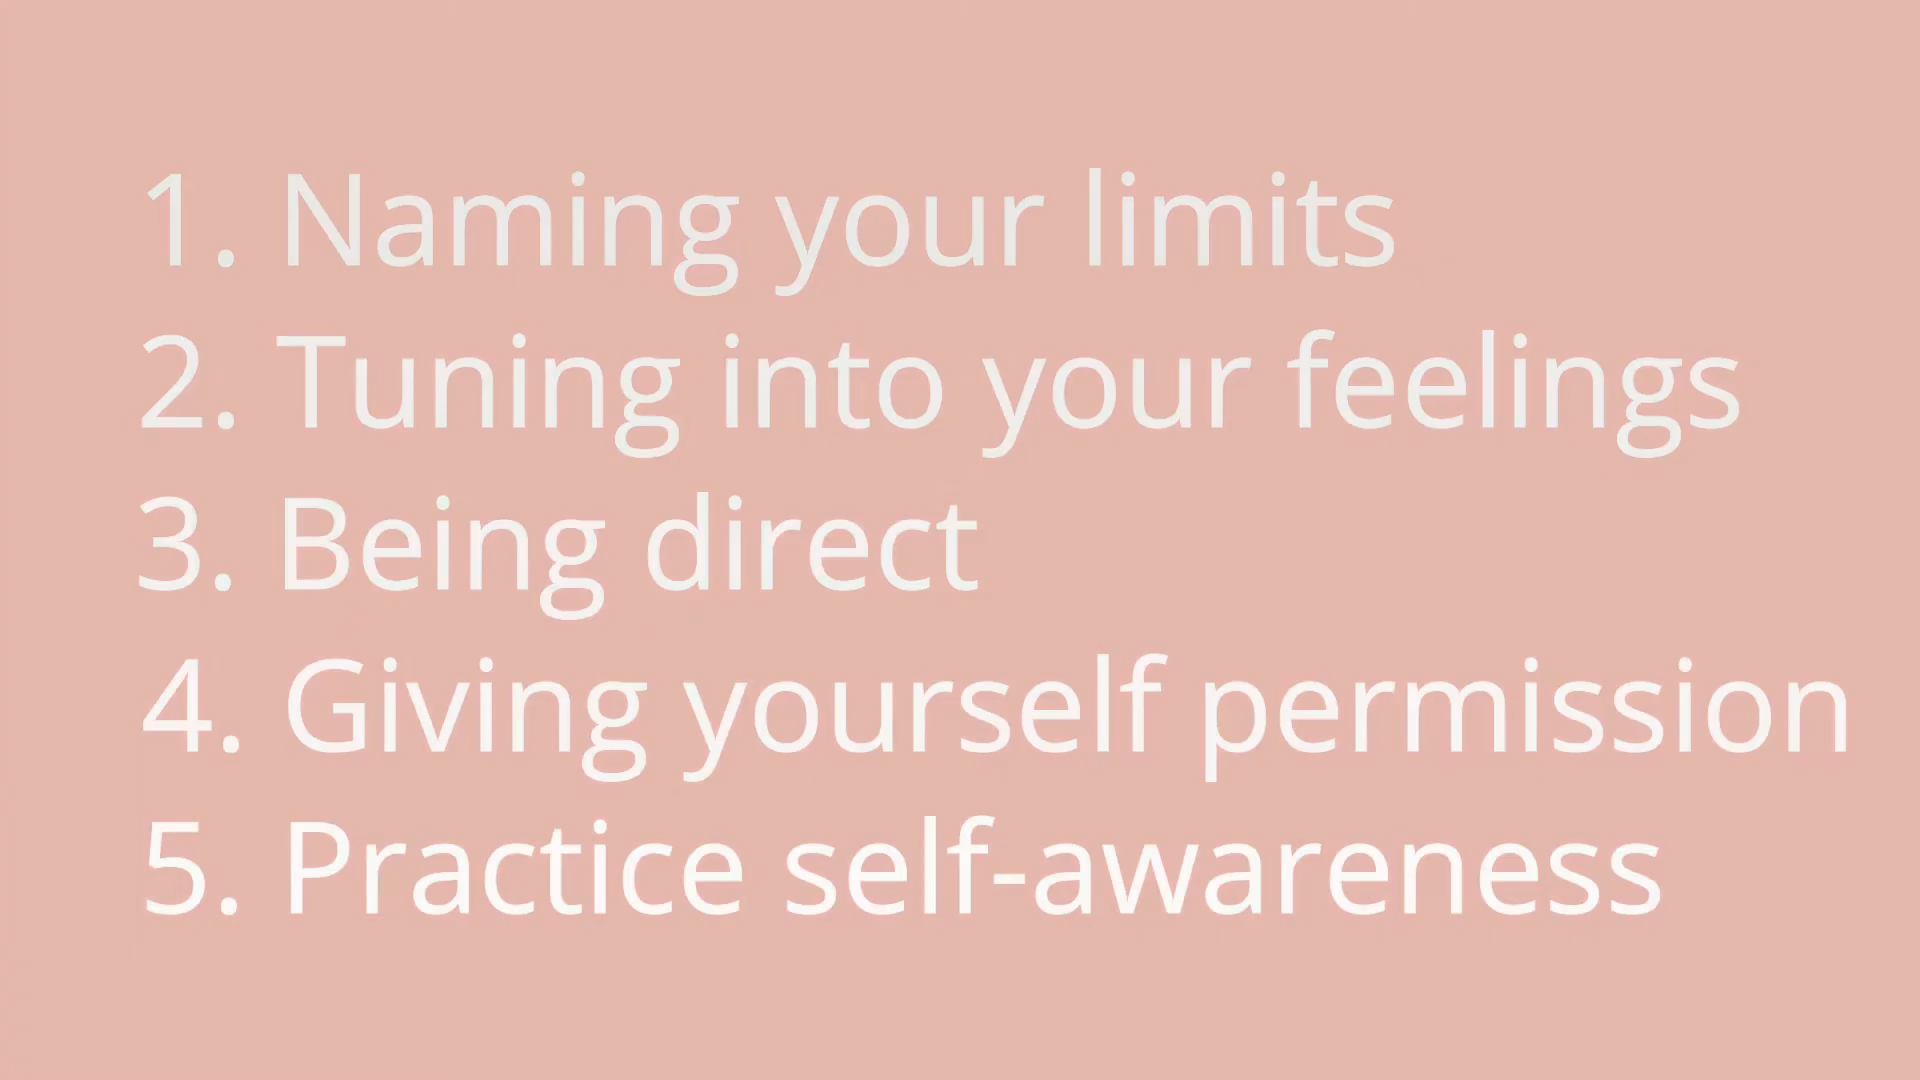 1. Naming your limits
2. Tuning into your feelings
3. Being direct
4. Giving yourself permission
5. Practice self-awareness